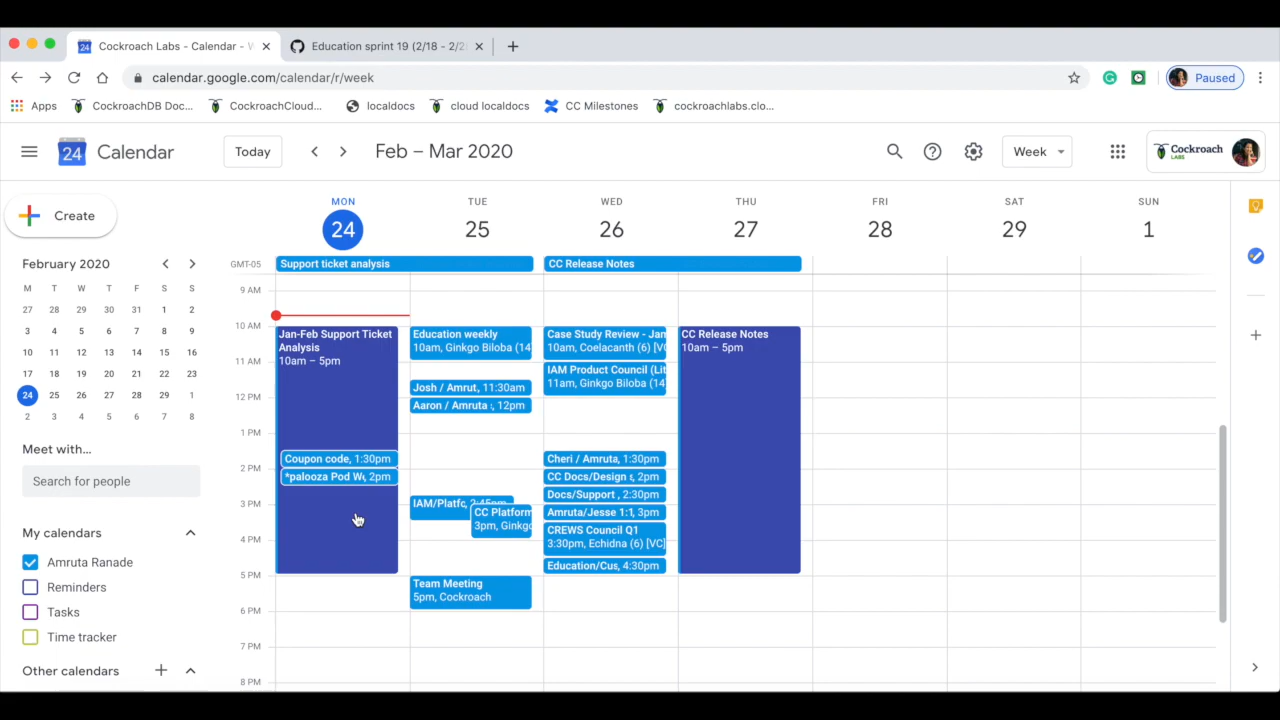 24 Cockroach Labs - Calendar - W
Education sprint 19 (2/18 - 2/2
calendar.google.com/calendar/r/week
Paused
Apps
CockroachDB Doc...
CockroachCloud...
localdocs
cloud localdocs
CC Milestones
cockroachlabs.clo...
24 Calendar
Today
Feb – Mar 2020
Week
Cockroach
LABS
Create
MON
TUE
WED
THU
FRI
SAT
SUN
24
25
26
27
28
29
1
GMT-05
Support ticket analysis
CC Release Notes
February 2020
M T W T F S S
27 28 29 30 31 1 2
3 4 5 6 7 8 9
10 11 12 13 14 15 16
17 18 19 20 21 22 23
24 25 26 27 28 29 1
2 3 4 5 6 7 8
Meet with...
Search for people
My calendars
Amruta Ranade
Reminders
Tasks
Time tracker
Other calendars
9 AM
10 AM
11 AM
12 PM
1 PM
2 PM
3 PM
4 PM
5 PM
6 PM
7 PM
8 PM
Jan-Feb Support Ticket
Analysis
10am – 5pm
Coupon code, 1:30pm
*palooza Pod We, 2pm
Education weekly
10am, Ginkgo Biloba (14
Josh / Amrut, 11:30am
Aaron / Amruta :, 12pm
IAM/Platfo, 2:45pm
CC Platform
3pm, Ginkgo
Team Meeting
5pm, Cockroach
Case Study Review - Jan
10am, Coelacanth (6) [VC]
IAM Product Council (Lit
11am, Ginkgo Biloba (14
Cheri / Amruta, 1:30pm
CC Docs/Design r, 2pm
Docs/Support , 2:30pm
Amruta/Jesse 1:1, 3pm
CREWS Council Q1
3:30pm, Echidna (6) [VC]
Education/Cus, 4:30pm
CC Release Notes
10am – 5pm